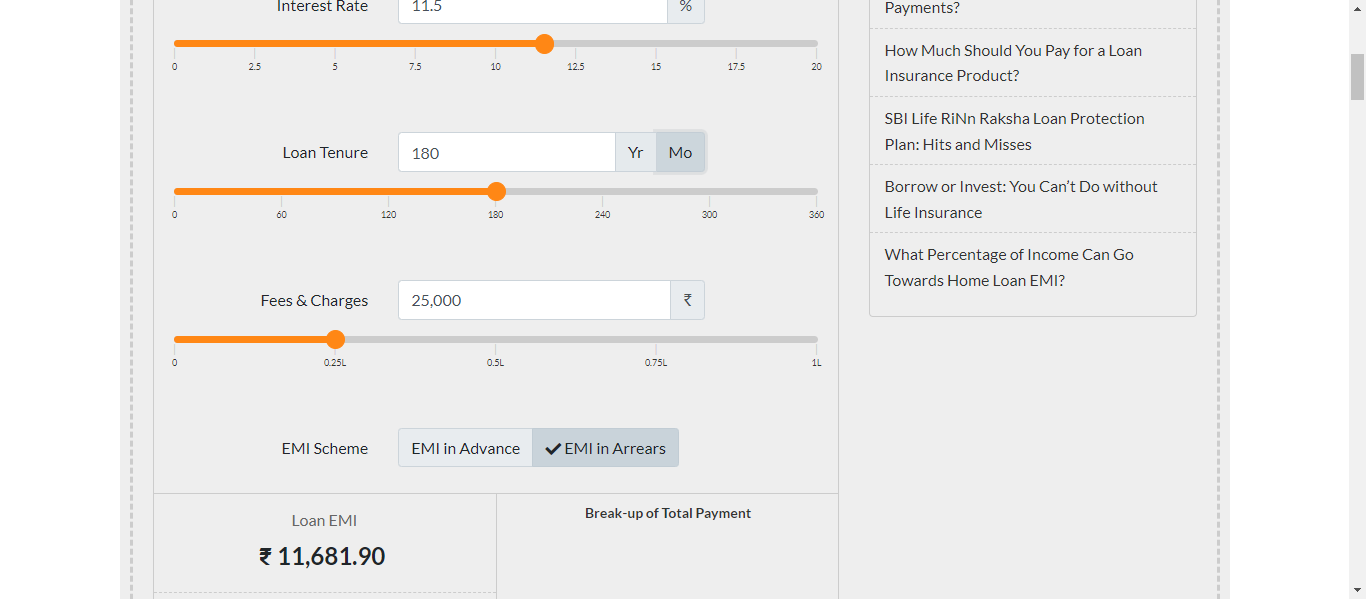 Interest Rate 11.5 %
0 2.5 5 7.5 10 12.5 15 17.5 20
Loan Tenure 180 Yr Mo
0 60 120 180 240 300 360
Fees & Charges 25,000 ₹
0 0.25L 0.5L 0.75L 1L
EMI Scheme EMI in Advance EMI in Arrears
Loan EMI
₹ 11,681.90
Break-up of Total Payment
Payments?
How Much Should You Pay for a Loan
Insurance Product?
SBI Life RiNn Raksha Loan Protection
Plan: Hits and Misses
Borrow or Invest: You Can’t Do without
Life Insurance
What Percentage of Income Can Go
Towards Home Loan EMI?